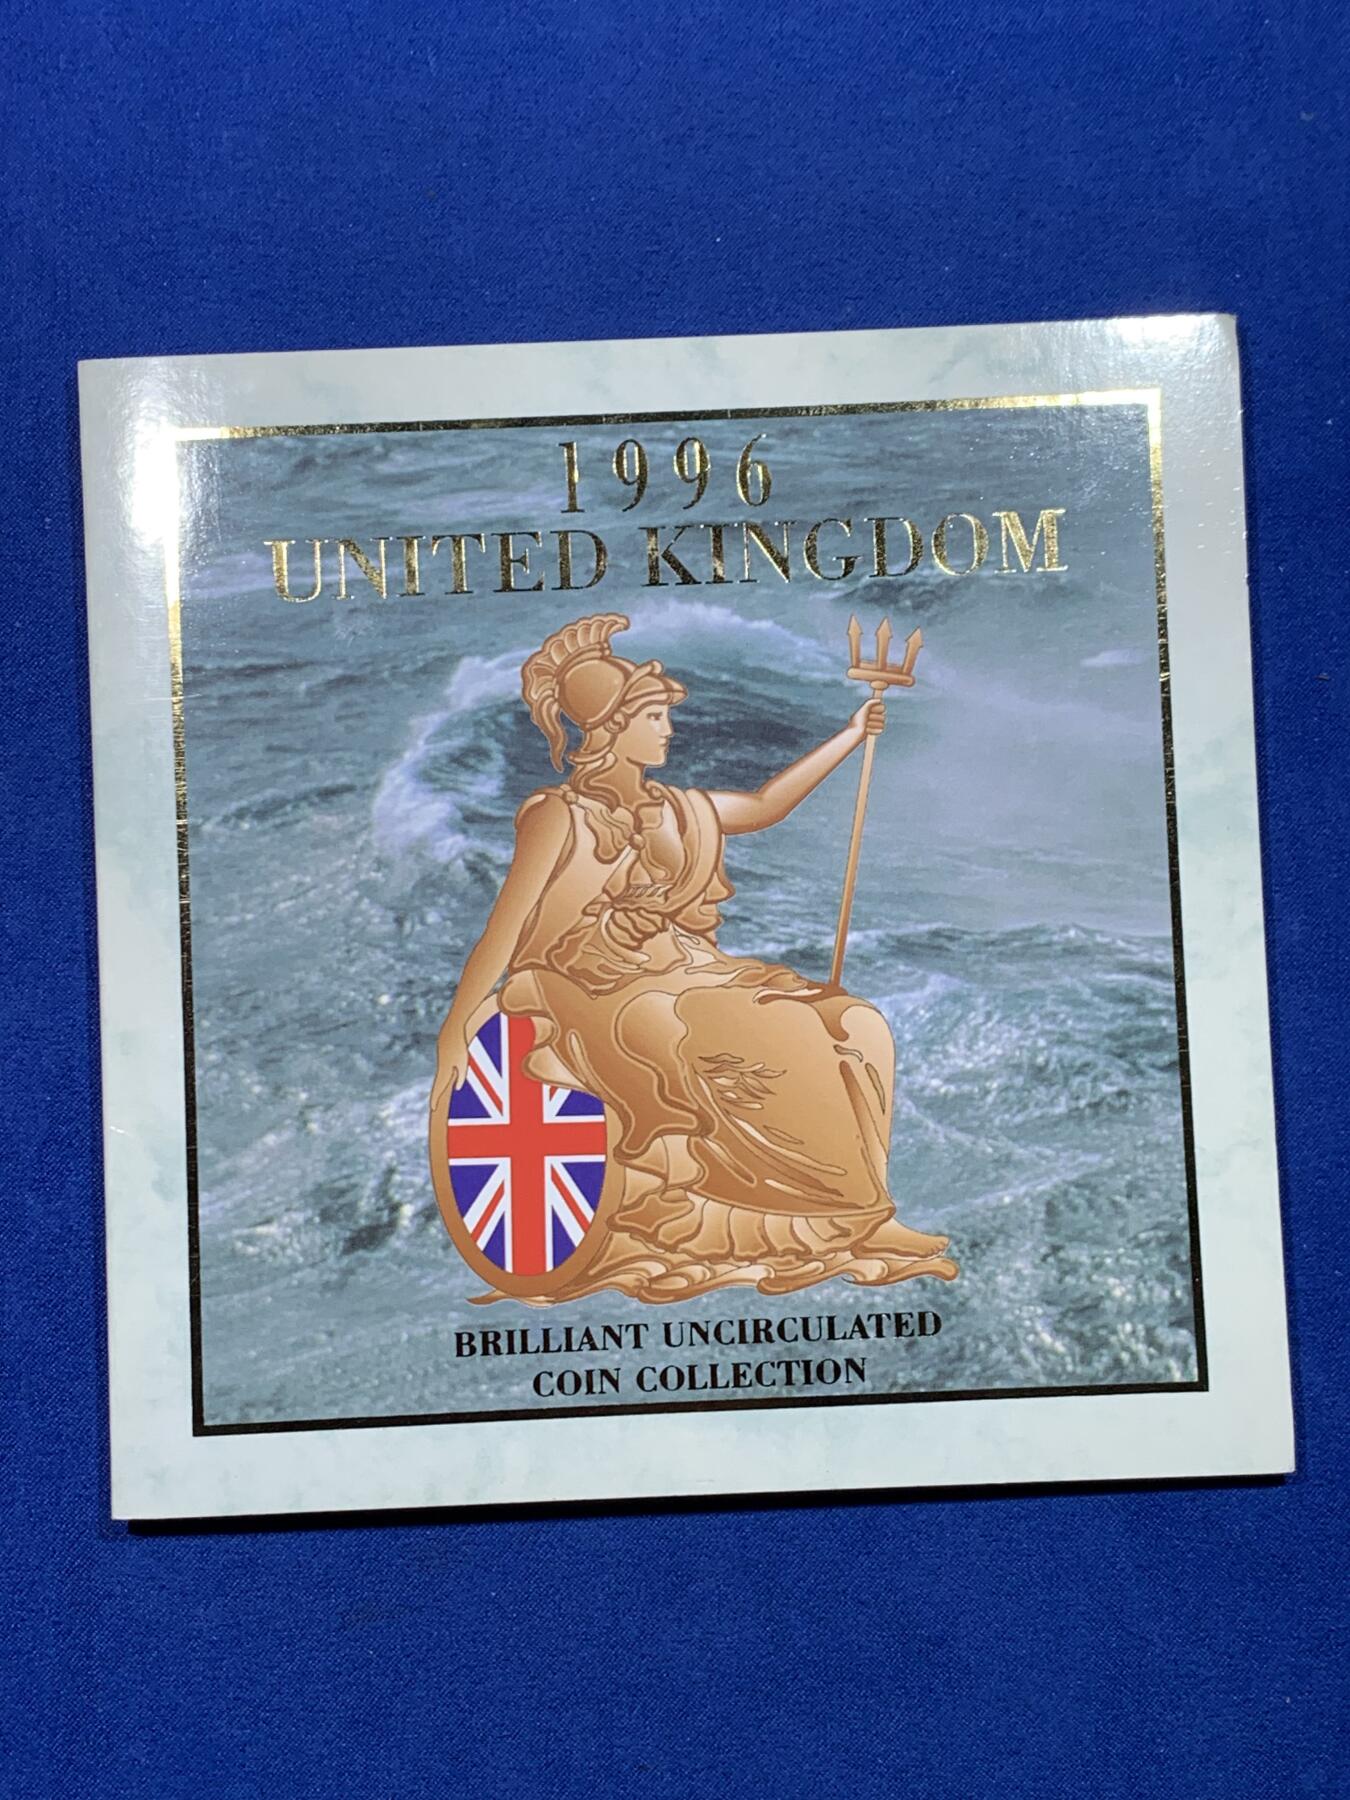 1996
UNITED KINGDOM
BRILLIANT UNCIRCULATED
COIN COLLECTION